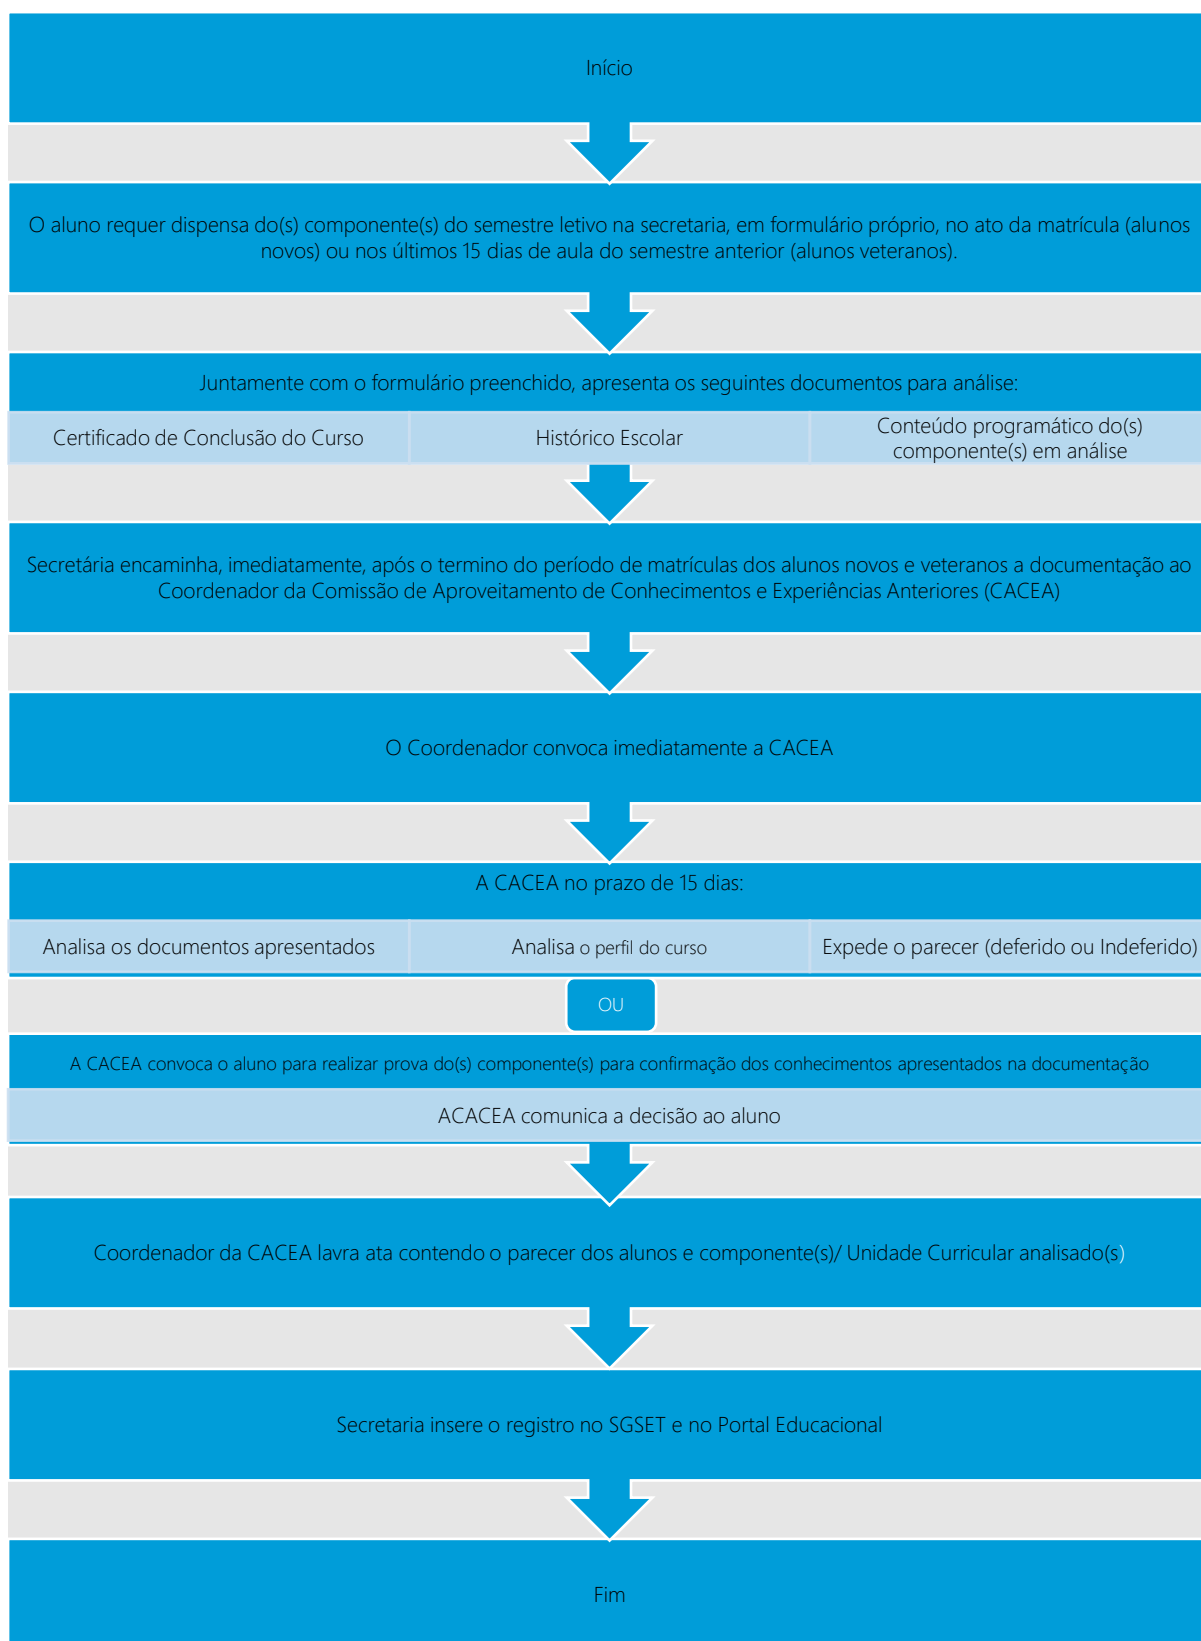 Início
O aluno requer dispensa do(s) componente(s) do semestre letivo na secretaria, em formulário próprio, no ato da matrícula (alunos
novos) ou nos últimos 15 dias de aula do semestre anterior (alunos veteranos).
Juntamente com o formulário preenchido, apresenta os seguintes documentos para análise:
Certificado de Conclusão do Curso
Histórico Escolar
Conteúdo programático do(s)
componente(s) em análise
Secretária encaminha, imediatamente, após o termino do período de matrículas dos alunos novos e veteranos a documentação ao
Coordenador da Comissão de Aproveitamento de Conhecimentos e Experiências Anteriores (CACEA)
O Coordenador convoca imediatamente a CACEA
A CACEA no prazo de 15 dias:
Analisa os documentos apresentados
Analisa o perfil do curso
Expede o parecer (deferido ou Indeferido)
OU
A CACEA convoca o aluno para realizar prova do(s) componente(s) para confirmação dos conhecimentos apresentados na documentação
ACACEA comunica a decisão ao aluno
Coordenador da CACEA lavra ata contendo o parecer dos alunos e componente(s)/ Unidade Curricular analisado(s)
Secretaria insere o registro no SGSET e no Portal Educacional
Fim